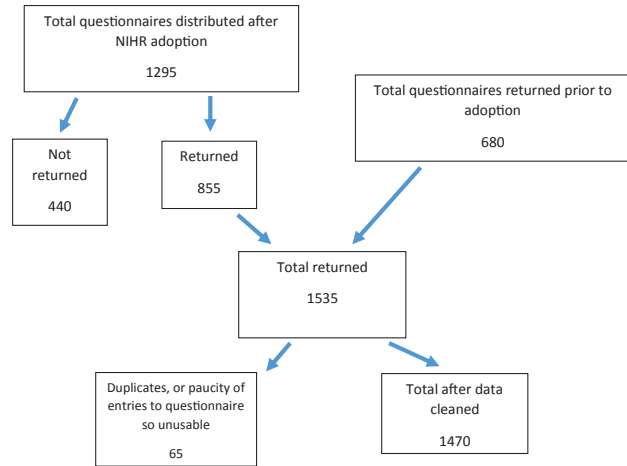 Total questionnaires distributed after
NIHR adoption
1295
Total questionnaires returned prior to
adoption
680
Not
returned
440
Returned
855
Total returned
1535
Duplicates, or paucity of
entries to questionnaire
so unusable
65
Total after data
cleaned
1470